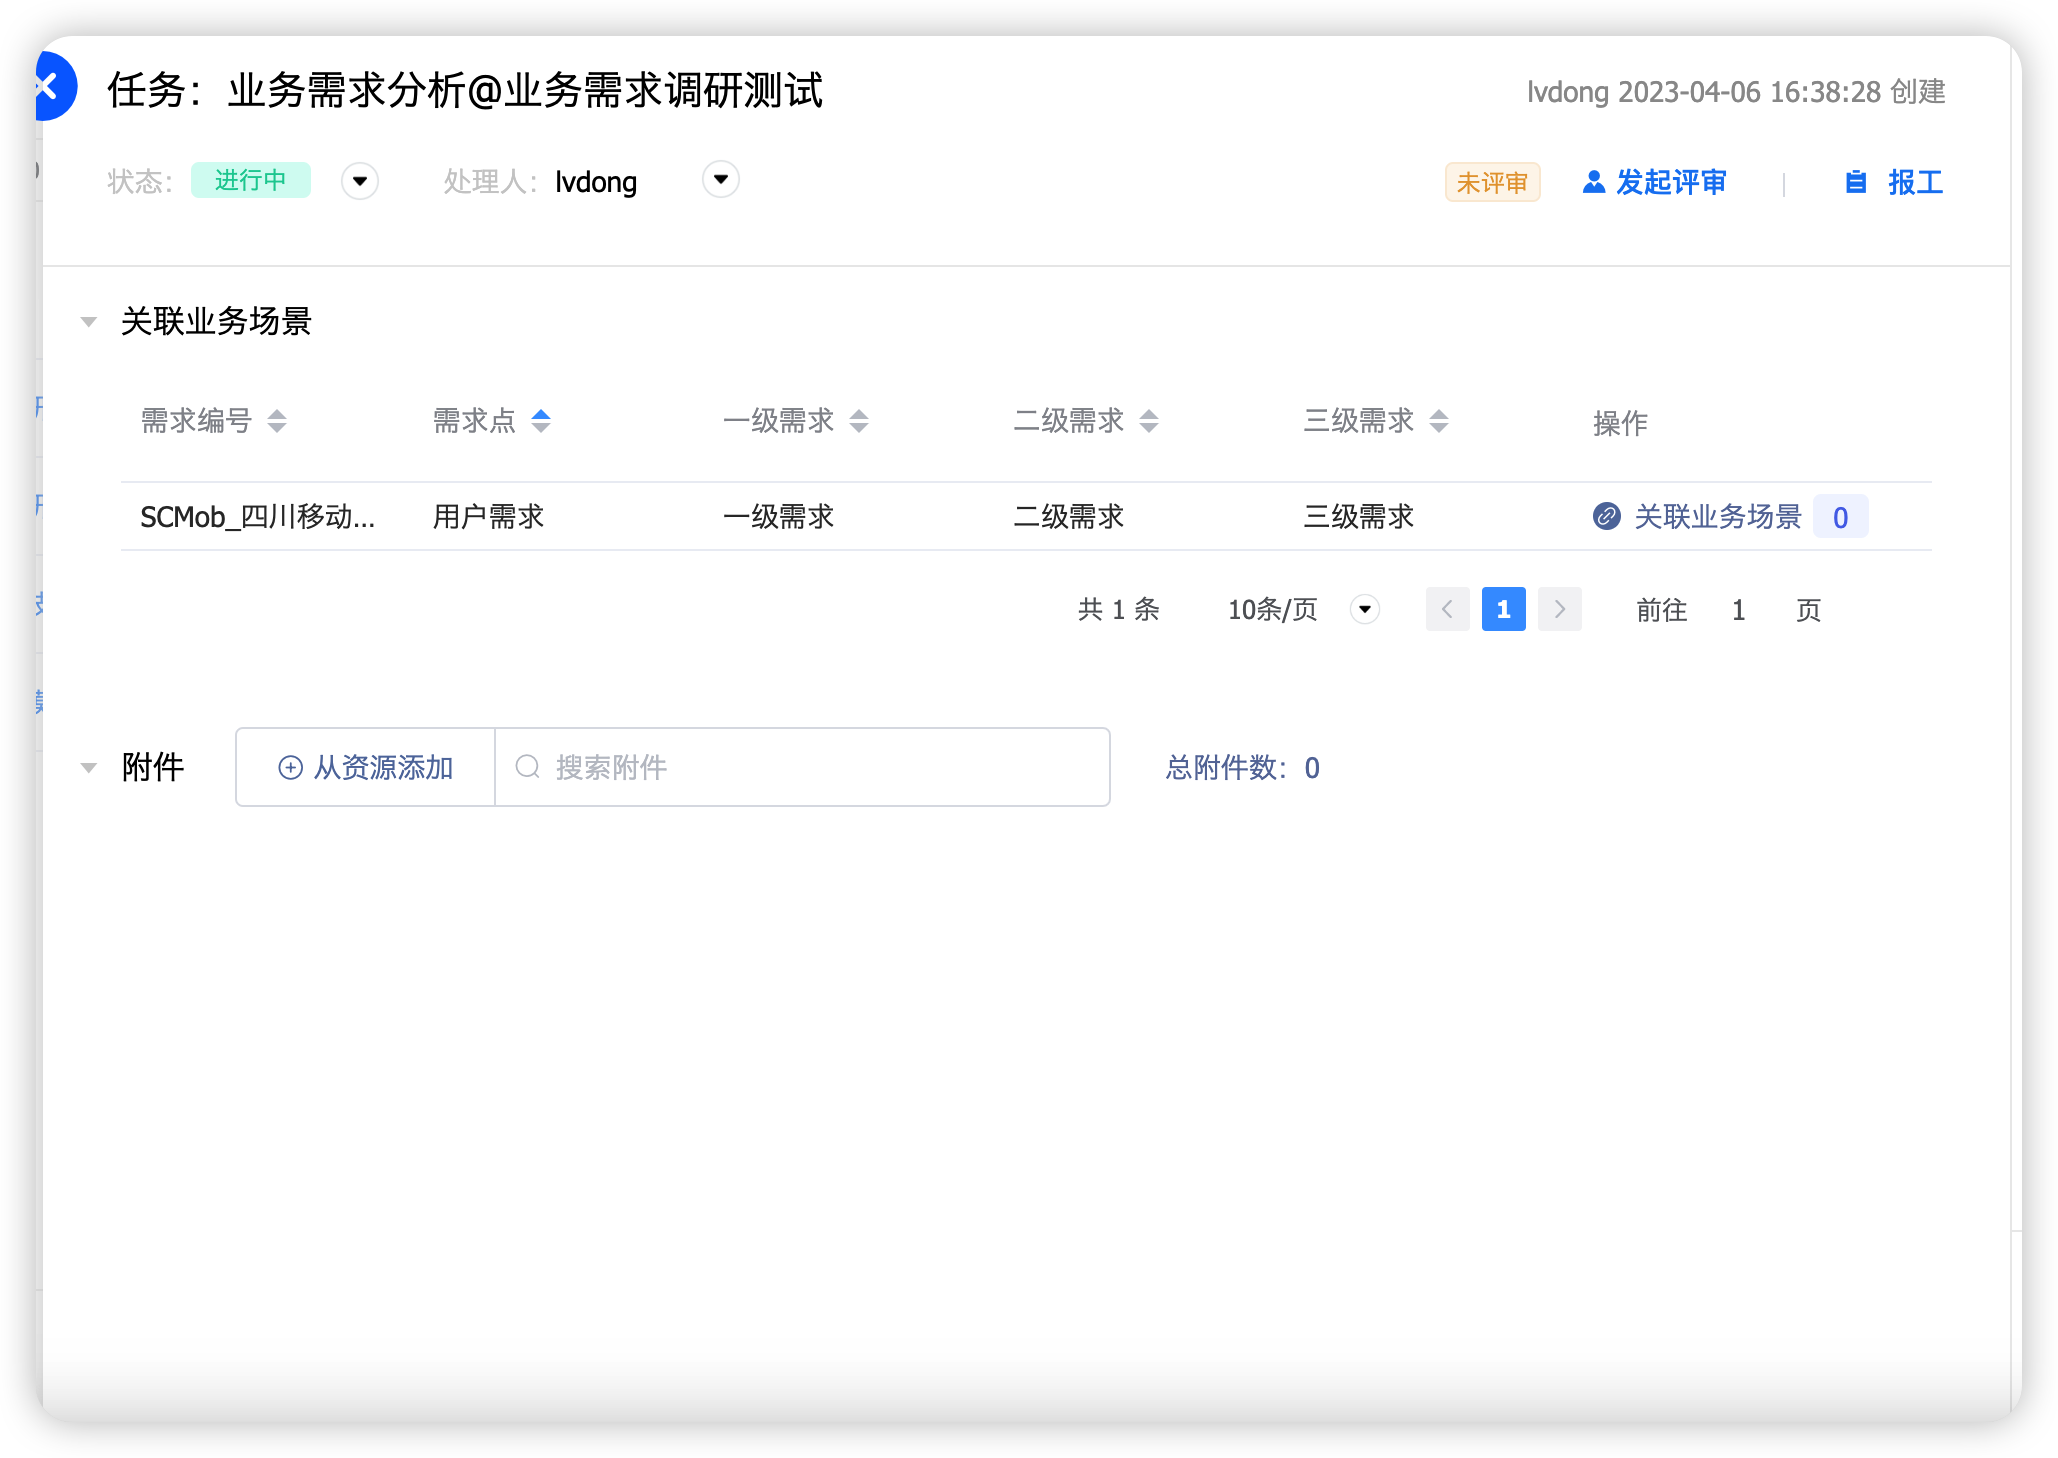 任务：业务需求分析@业务需求调研测试
lvdong 2023-04-06 16:38:28 创建
状态： 进行中 处理人： lvdong 未评审 发起评审 | 报工
关联业务场景
需求编号 需求点 一级需求 二级需求 三级需求 操作
SCMob_四川移动... 用户需求 一级需求 二级需求 三级需求 关联业务场景 0
共 1 条 10条/页 1 前往 1 页
附件 从资源添加 搜索附件 总附件数：0